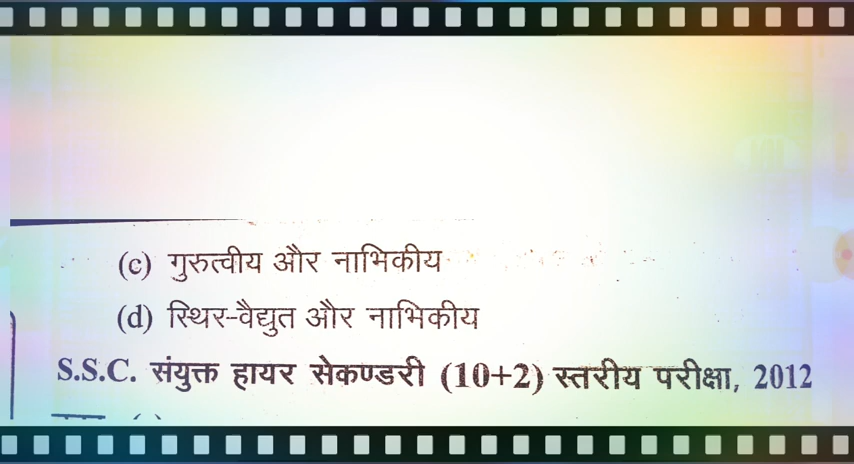 (c) गुरुत्वीय और नाभिकीय
(d) स्थिर-वैद्युत और नाभिकीय
S.S.C. संयुक्त हायर सेकण्डरी (10+2) स्तरीय परीक्षा, 2012